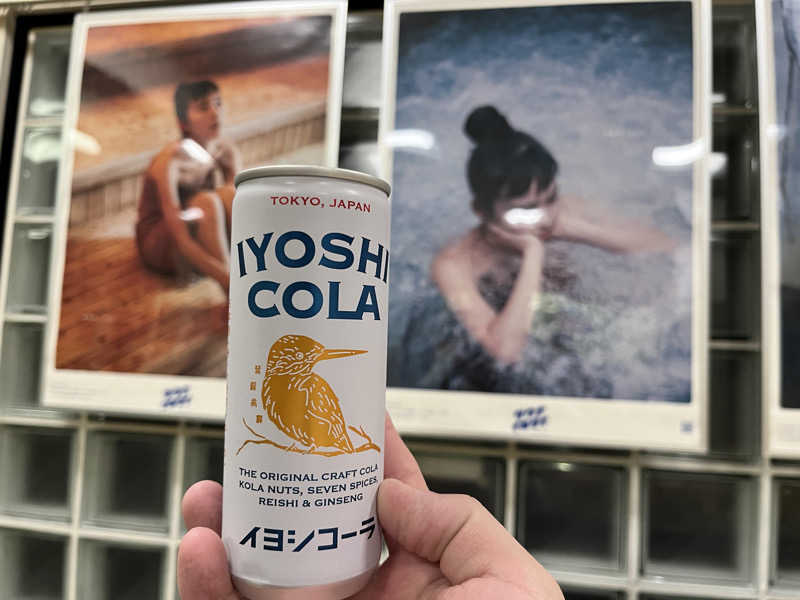 TOKYO, JAPAN
IYOSHI
COLA
THE ORIGINAL CRAFT COLA
KOLA NUTS, SEVEN SPICES,
REISHI & GINSENG
イヨシコーラ